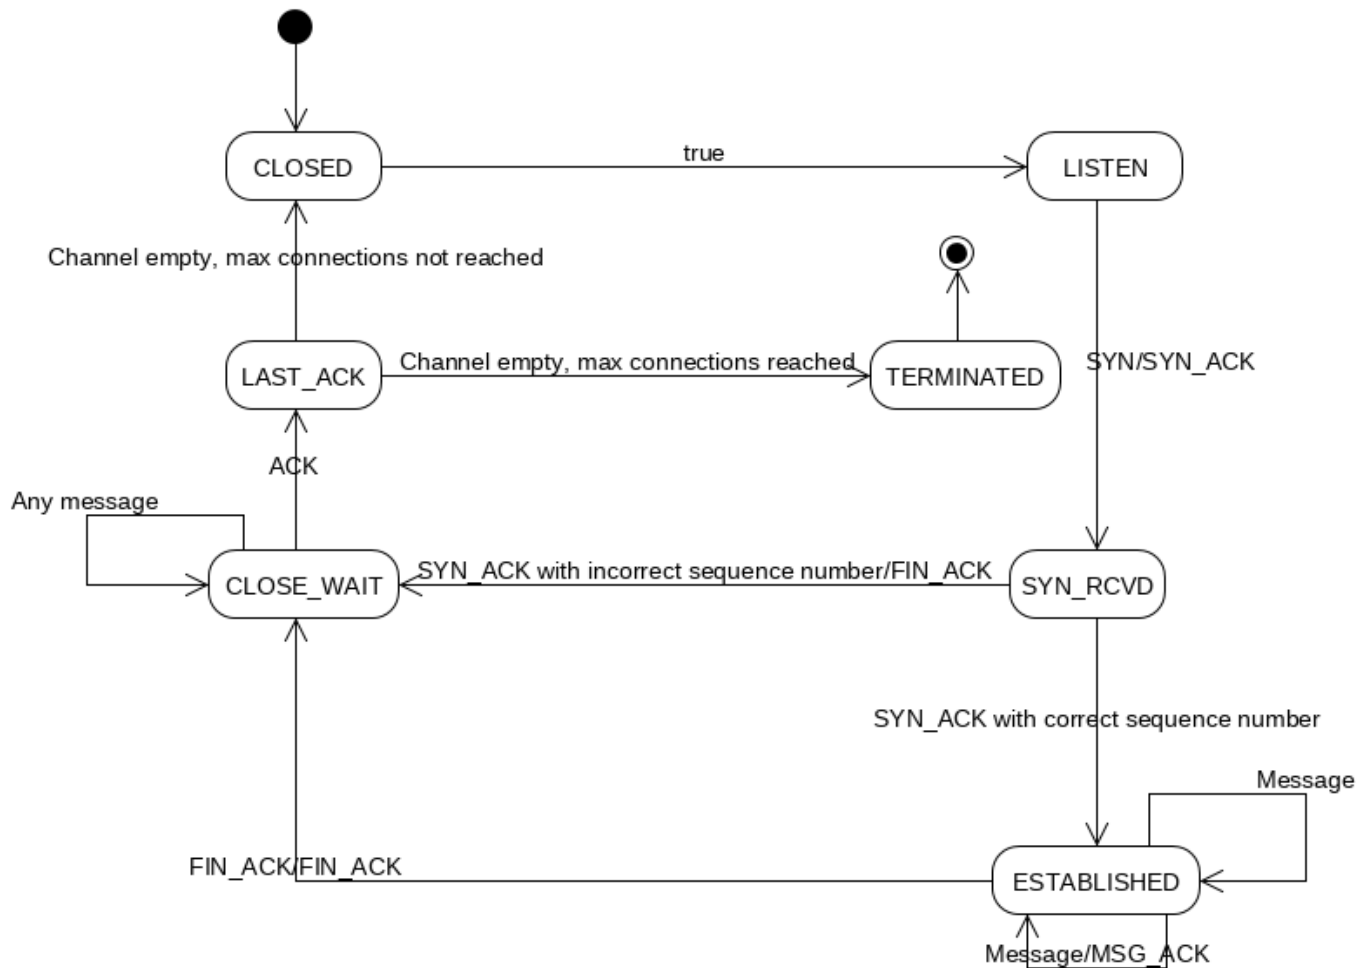 CLOSED
true
LISTEN
Channel empty, max connections not reached
LAST_ACK
Channel empty, max connections reached
TERMINATED
SYN/SYN_ACK
ACK
Any message
CLOSE_WAIT
SYN_ACK with incorrect sequence number/FIN_ACK
SYN_RCVD
SYN_ACK with correct sequence number
Message
FIN_ACK/FIN_ACK
ESTABLISHED
Message/MSG_ACK